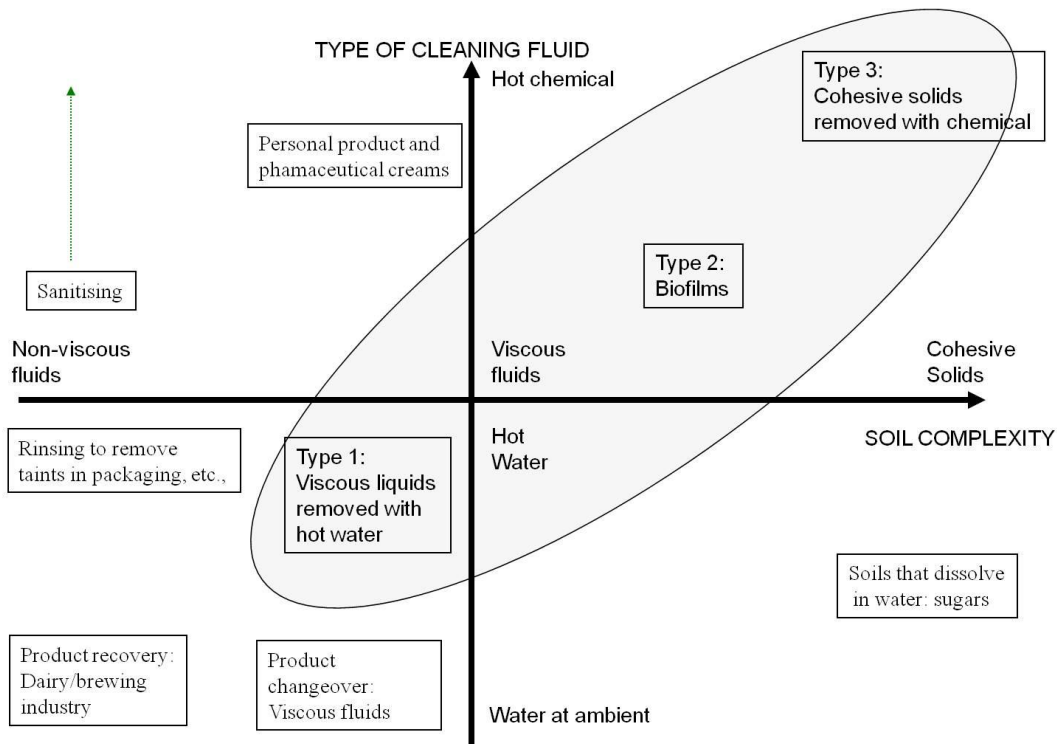 TYPE OF CLEANING FLUID
Hot chemical
Type 3:
Cohesive solids
removed with chemical
Personal product and
phamaceutical creams
Type 2:
Biofilms
Sanitising
Non-viscous
fluids
Viscous
fluids
Cohesive
Solids
SOIL COMPLEXITY
Rinsing to remove
taints in packaging, etc.,
Type 1:
Viscous liquids
removed with
hot water
Hot
Water
Soils that dissolve
in water: sugars
Product recovery:
Dairy/brewing
industry
Product
changeover:
Viscous fluids
Water at ambient